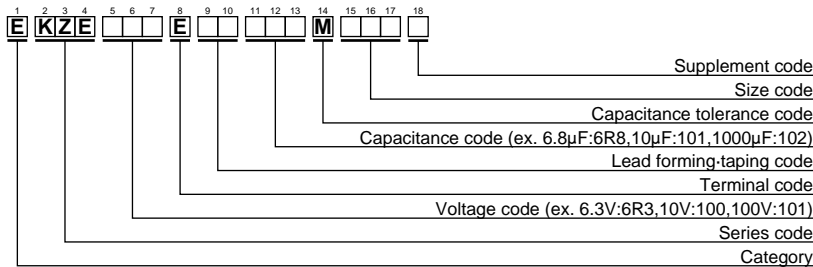 1 2 3 4 5 6 7 8 9 10 11 12 13 14 15 16 17 18
E K Z E E M
Supplement code
Size code
Capacitance tolerance code
Capacitance code (ex. 6.8µF:6R8,10µF:101,1000µF:102)
Lead forming·taping code
Terminal code
Voltage code (ex. 6.3V:6R3,10V:100,100V:101)
Series code
Category